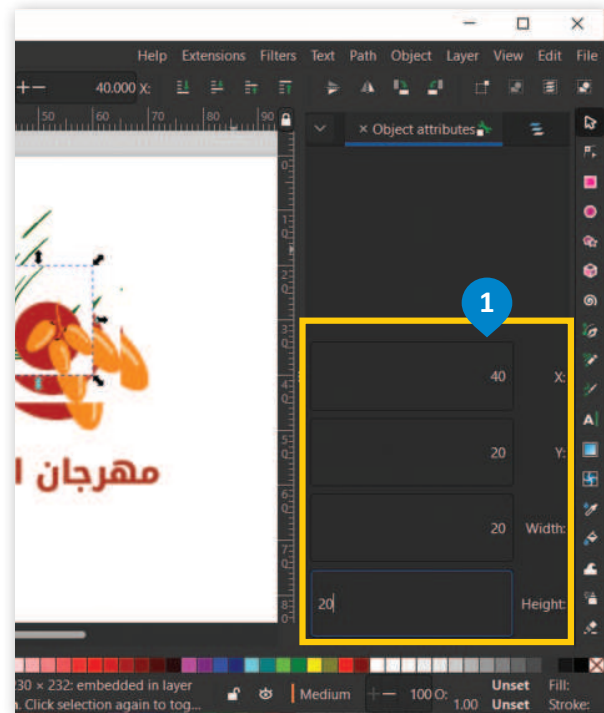 Help Extensions Filters Text Path Object Layer View Edit File
40.000 X:
50 60 70 80 90
× Object attributes
1
40 X:
20 Y:
20 Width:
20 Height:
مهرجان ا
30 × 232: embedded in layer
. Click selection again to tog...
Medium
100 O:
1.00
Unset Fill:
Unset Stroke: